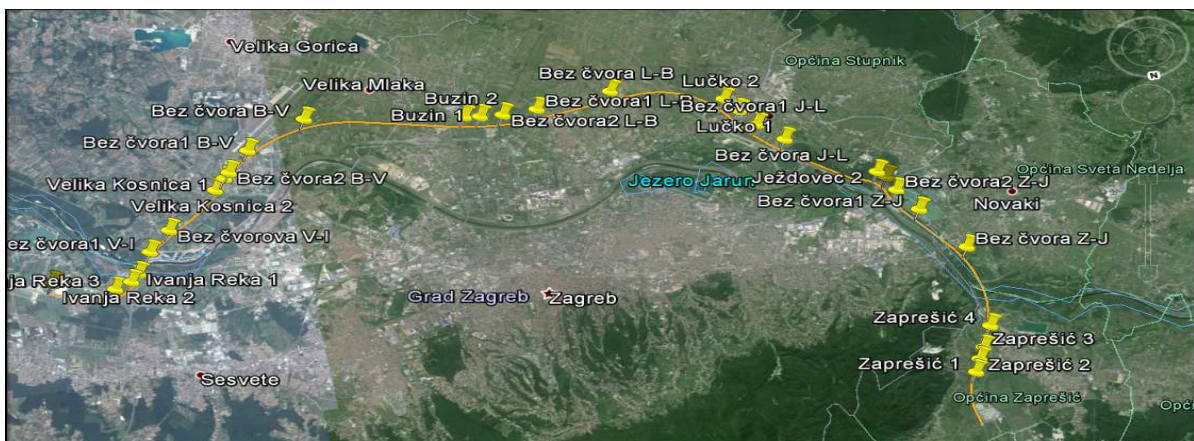 Velika Gorica
Općina Stupnik
Bez čvora L-B
Lučko 2
Velika Mlaka
Buzin 2
Bez čvora1 L-B
Bez čvora1 J-L
Bez čvora B-V
Buzin 1
Bez čvora2 L-B
Lučko 1
Bez čvora1 B-V
Bez čvora J-L
Općina Sveta Nedelja
Velika Kosnica 1
Bez čvora2 B-V
Jezero Jarun
Ježdovec 2
Bez čvora2 Z-J
Velika Kosnica 2
Bez čvora1 Z-J
Novaki
Bez čvorova V-I
ez čvora1 V-I
Bez čvora Z-J
ja Reka 3
Ivanja Reka 1
Ivanja Reka 2
Grad Zagreb
Zagreb
Zaprešić 4
Zaprešić 3
Zaprešić 1
Zaprešić 2
Sesvete
Općina Zaprešić
Opći
N